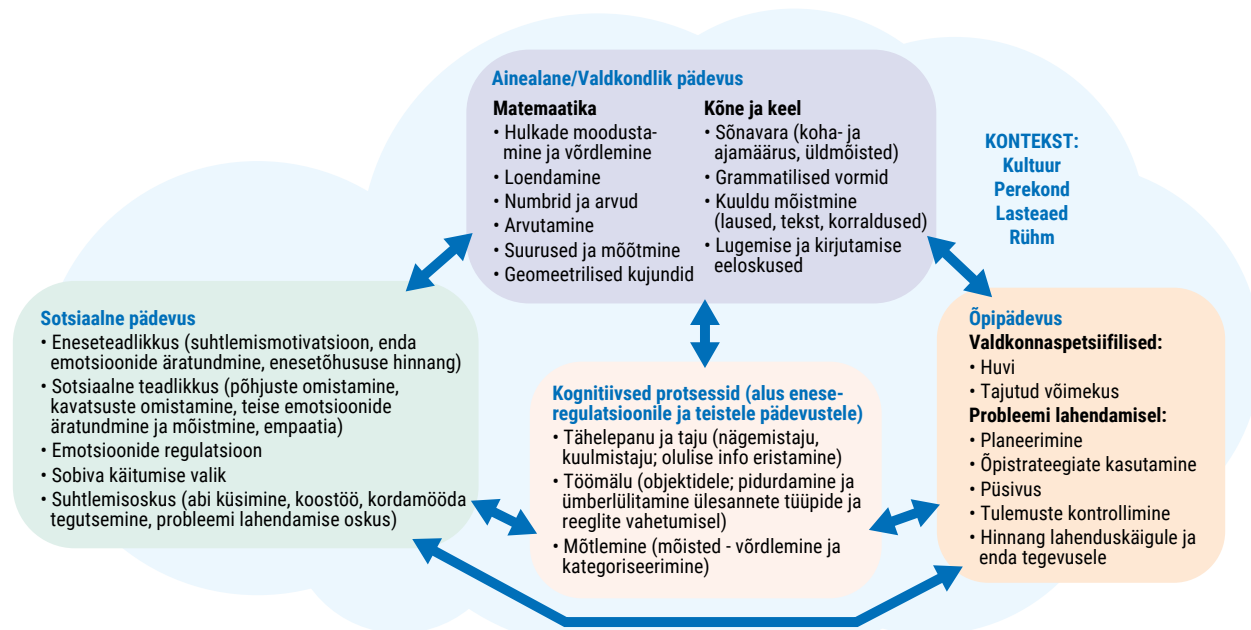 Ainealane/Valdkondlik pädevus
Matemaatika
• Hulkade moodusta-
mine ja võrdlemine
• Loendamine
• Numbrid ja arvud
• Arvutamine
• Suurused ja mõõtmine
• Geomeetrilised kujundid
Kõne ja keel
• Sõnavara (koha- ja
ajamäärus, üldmõisted)
• Grammatilised vormid
• Kuuldu mõistmine
(laused, tekst, korraldused)
• Lugemise ja kirjutamise
eeloskused
KONTEKST:
Kultuur
Perekond
Lasteaed
Rühm
Sotsiaalne pädevus
• Eneseteadlikkus (suhtlemismotivatsioon, enda
emotsioonide äratundmine, enesetõhususe hinnang)
• Sotsiaalne teadlikkus (põhjuste omistamine,
kavatsuste omistamine, teise emotsioonide
äratundmine ja mõistmine, empaatia)
• Emotsioonide regulatsioon
• Sobiva käitumise valik
• Suhtlemisoskus (abi küsimine, koostöö, kordamööda
tegutsemine, probleemi lahendamise oskus)
Kognitiivsed protsessid (alus enese-
regulatsioonile ja teistele pädevustele)
• Tähelepanu ja taju (nägemistaju,
kuulmistaju; olulise info eristamine)
• Töömälu (objektidele; pidurdamine ja
ümberlülitamine ülesannete tüüpide ja
reeglite vahetumisel)
• Mõtlemine (mõisted - võrdlemine ja
kategoriseerimine)
Õpipädevus
Valdkonnaspetsiifilised:
• Huvi
• Tajutud võimekus
Probleemi lahendamisel:
• Planeerimine
• Õpistrateegiate kasutamine
• Püsivus
• Tulemuste kontrollimine
• Hinnang lahenduskäigule ja
enda tegevusele